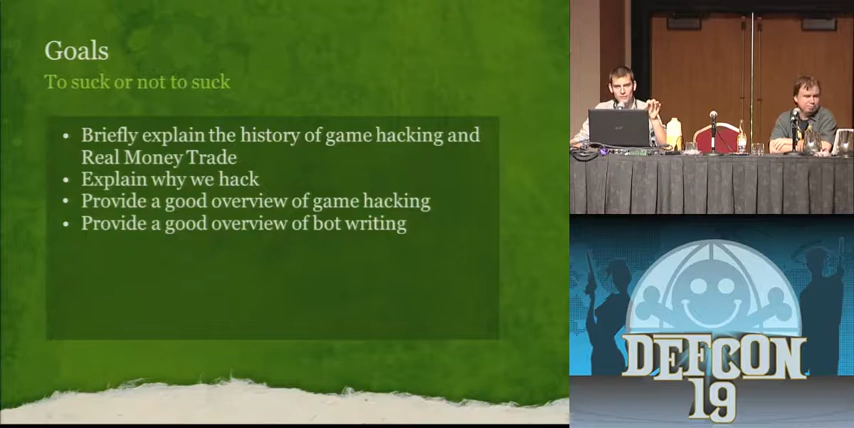 Goals
To suck or not to suck
• Briefly explain the history of game hacking and
Real Money Trade
• Explain why we hack
• Provide a good overview of game hacking
• Provide a good overview of bot writing
DEFCON
19